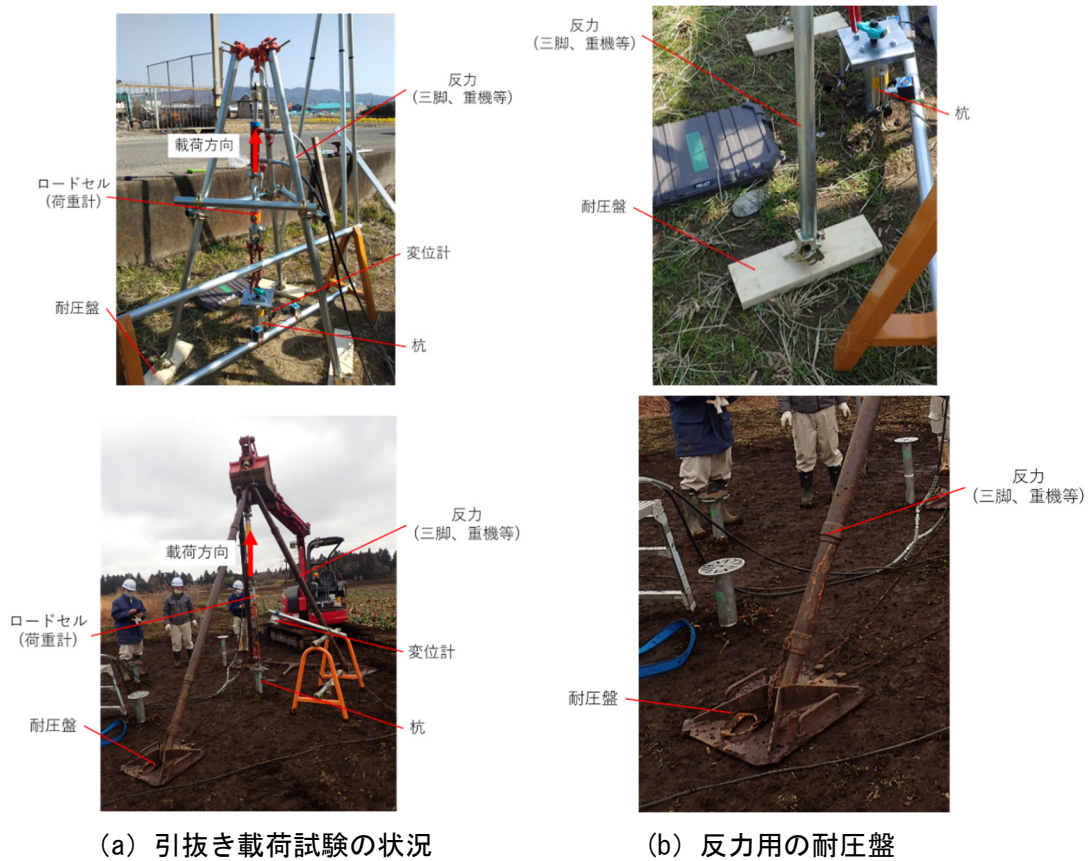 反力
(三脚、重機等)
載荷方向
ロードセル
(荷重計)
変位計
耐圧盤
杭
反力
(三脚、重機等)
杭
耐圧盤
反力
(三脚、重機等)
載荷方向
ロードセル
(荷重計)
変位計
杭
耐圧盤
反力
(三脚、重機等)
耐圧盤
(a) 引抜き載荷試験の状況
(b) 反力用の耐圧盤